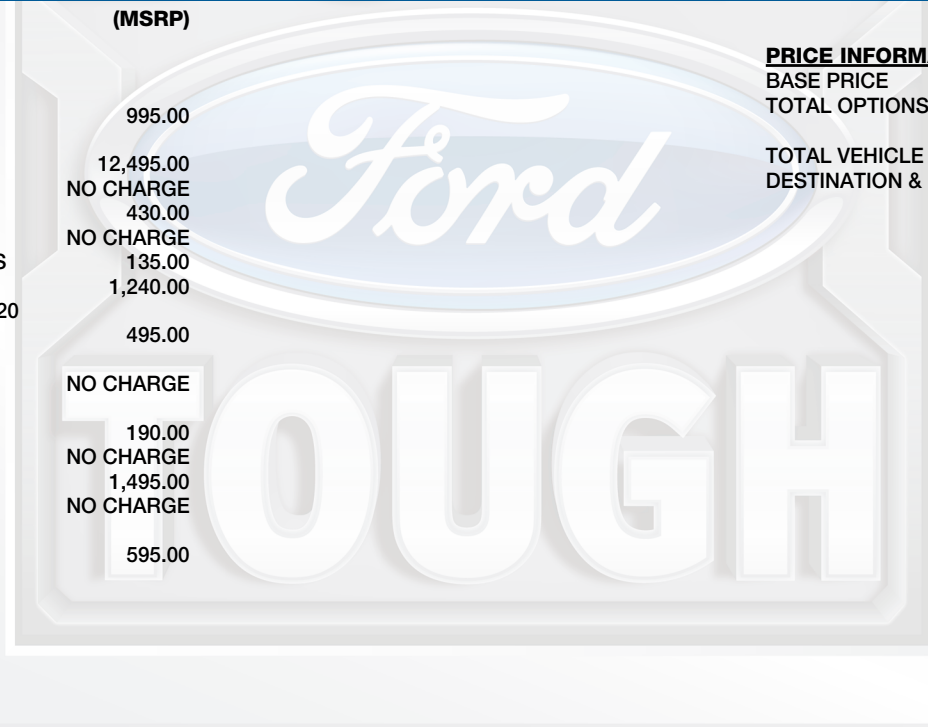 (MSRP)
995.00
12,495.00
NO CHARGE
430.00
NO CHARGE
S 135.00
1,240.00
20
495.00
NO CHARGE
190.00
NO CHARGE
1,495.00
NO CHARGE
595.00
PRICE INFORM
BASE PRICE
TOTAL OPTIONS
TOTAL VEHICLE
DESTINATION &
Ford
TOUGH